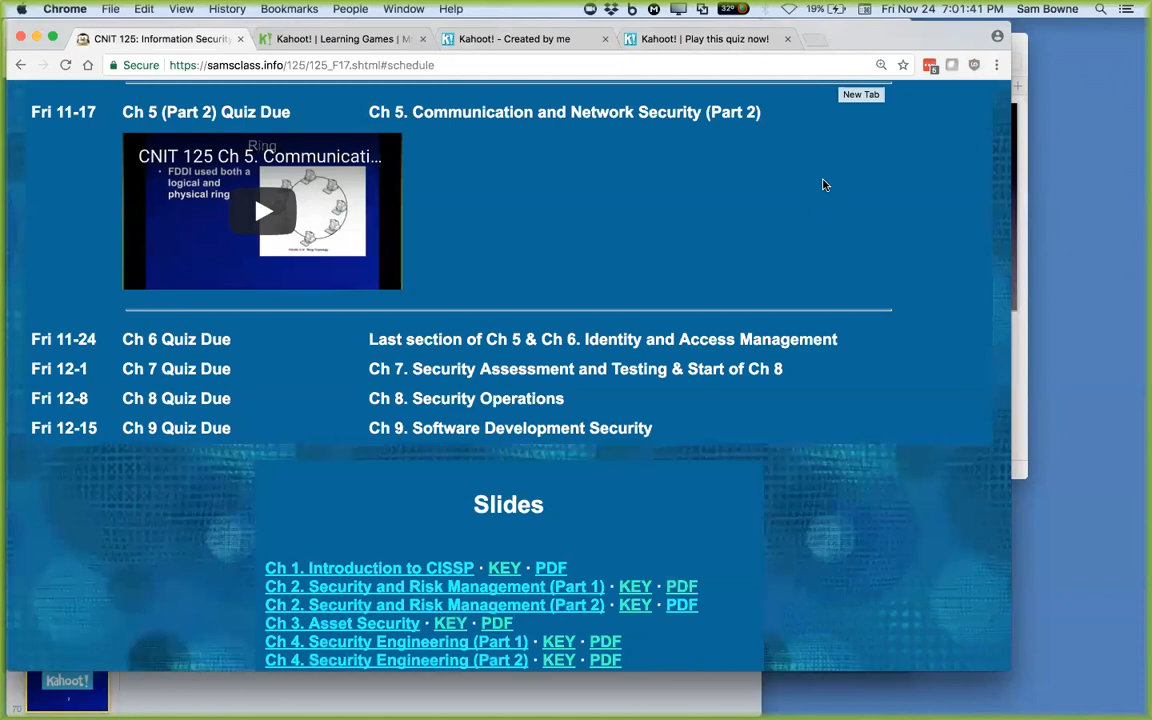 Chrome File Edit View History Bookmarks People Window Help 32° 19% Fri Nov 24 7:01:41 PM Sam Bowne
CNIT 125: Information Securit × Kahoot! | Learning Games | M × Kahoot! - Created by me × Kahoot! | Play this quiz now! ×
Secure https://samsclass.info/125/125_F17.shtml#schedule 5
New Tab
Fri 11-17 Ch 5 (Part 2) Quiz Due Ch 5. Communication and Network Security (Part 2)
Ring
CNIT 125 Ch 5. Communicati…
• FDDI used both a
logical and
physical ring
Fri 11-24 Ch 6 Quiz Due Last section of Ch 5 & Ch 6. Identity and Access Management
Fri 12-1 Ch 7 Quiz Due Ch 7. Security Assessment and Testing & Start of Ch 8
Fri 12-8 Ch 8 Quiz Due Ch 8. Security Operations
Fri 12-15 Ch 9 Quiz Due Ch 9. Software Development Security
Slides
Ch 1. Introduction to CISSP · KEY · PDF
Ch 2. Security and Risk Management (Part 1) · KEY · PDF
Ch 2. Security and Risk Management (Part 2) · KEY · PDF
Ch 3. Asset Security · KEY · PDF
Ch 4. Security Engineering (Part 1) · KEY · PDF
Ch 4. Security Engineering (Part 2) · KEY · PDF
Kahoot!
70